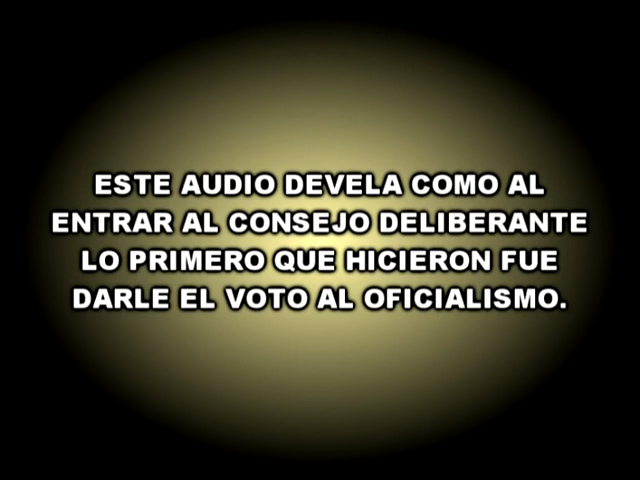 ESTE AUDIO DEVELA COMO AL
ENTRAR AL CONSEJO DELIBERANTE
LO PRIMERO QUE HICIERON FUE
DARLE EL VOTO AL OFICIALISMO.